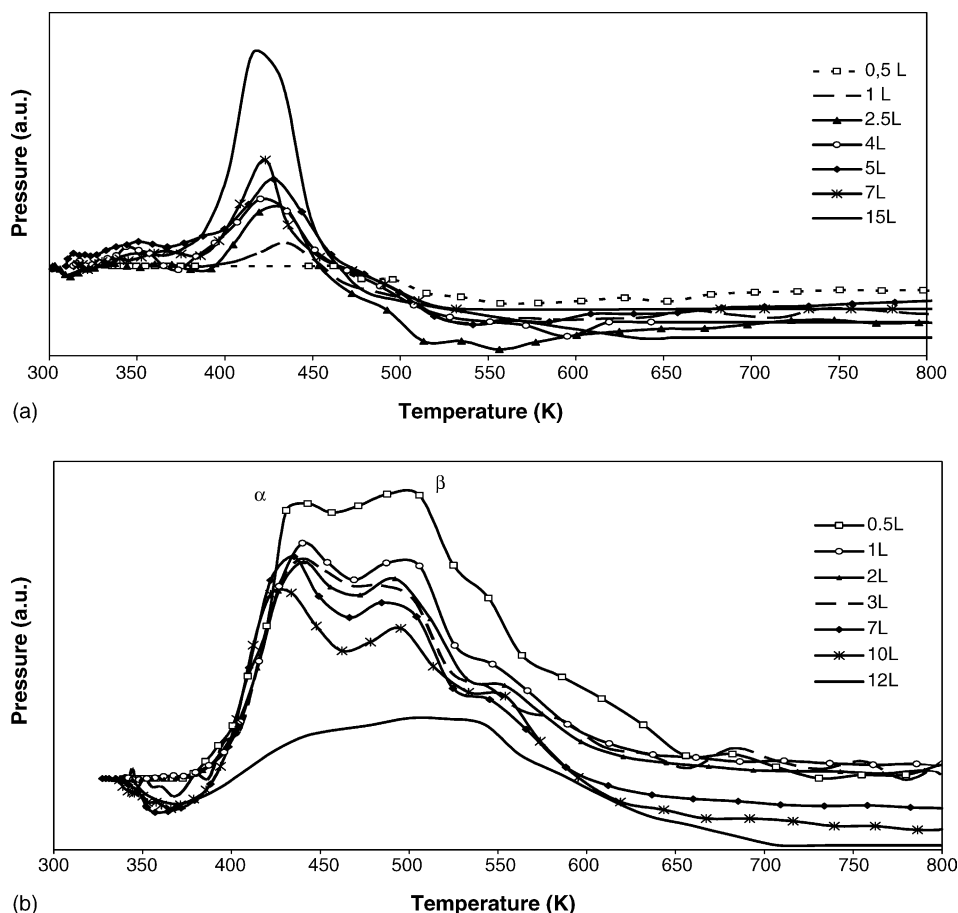 Pressure (a.u.)
0,5 L
1 L
2.5L
4L
5L
7L
15L
300 350 400 450 500 550 600 650 700 750 800
(a)
Temperature (K)
Pressure (a.u.)
α
β
0.5L
1L
2L
3L
7L
10L
12L
300 350 400 450 500 550 600 650 700 750 800
(b)
Temperature (K)